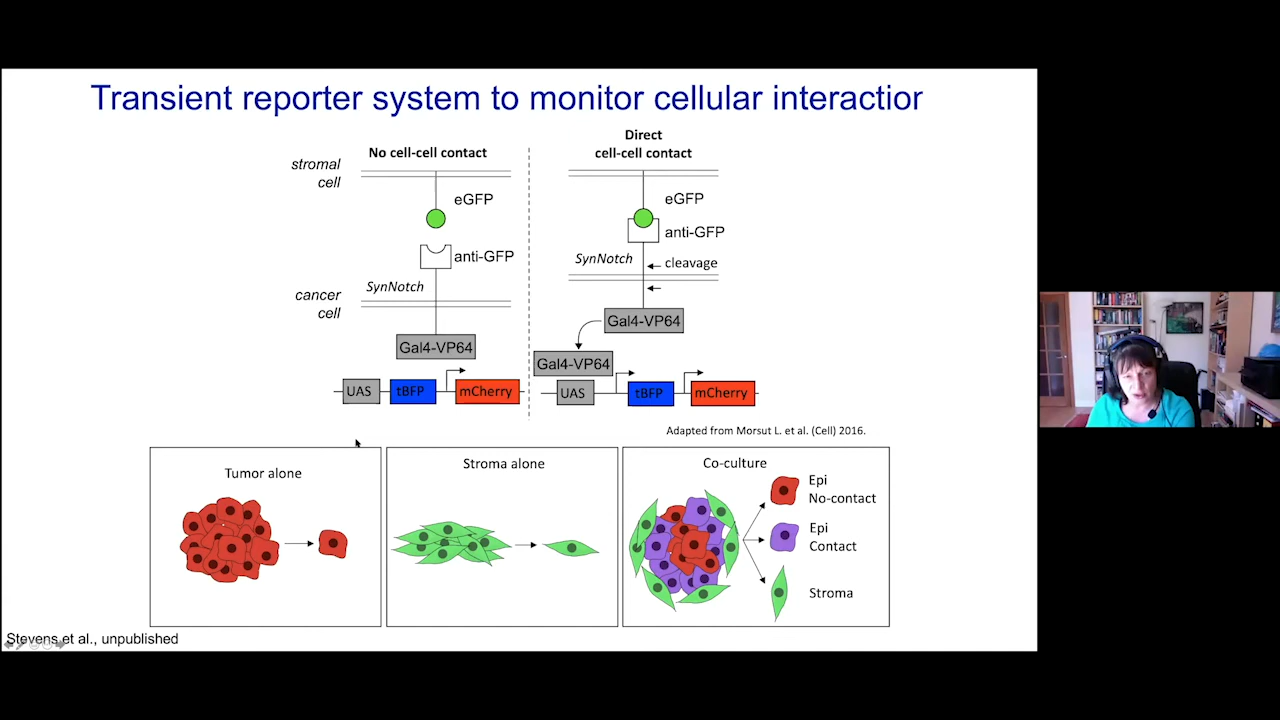 Transient reporter system to monitor cellular interactior
No cell-cell contact
stromal
cell
eGFP
anti-GFP
SynNotch
cancer
cell
Gal4-VP64
UAS
tBFP
mCherry
Direct
cell-cell contact
eGFP
anti-GFP
SynNotch
cleavage
Gal4-VP64
Gal4-VP64
UAS
tBFP
mCherry
Adapted from Morsut L. et al. (Cell) 2016.
Tumor alone
Stroma alone
Co-culture
Epi
No-contact
Epi
Contact
Stroma
Stevens et al., unpublished